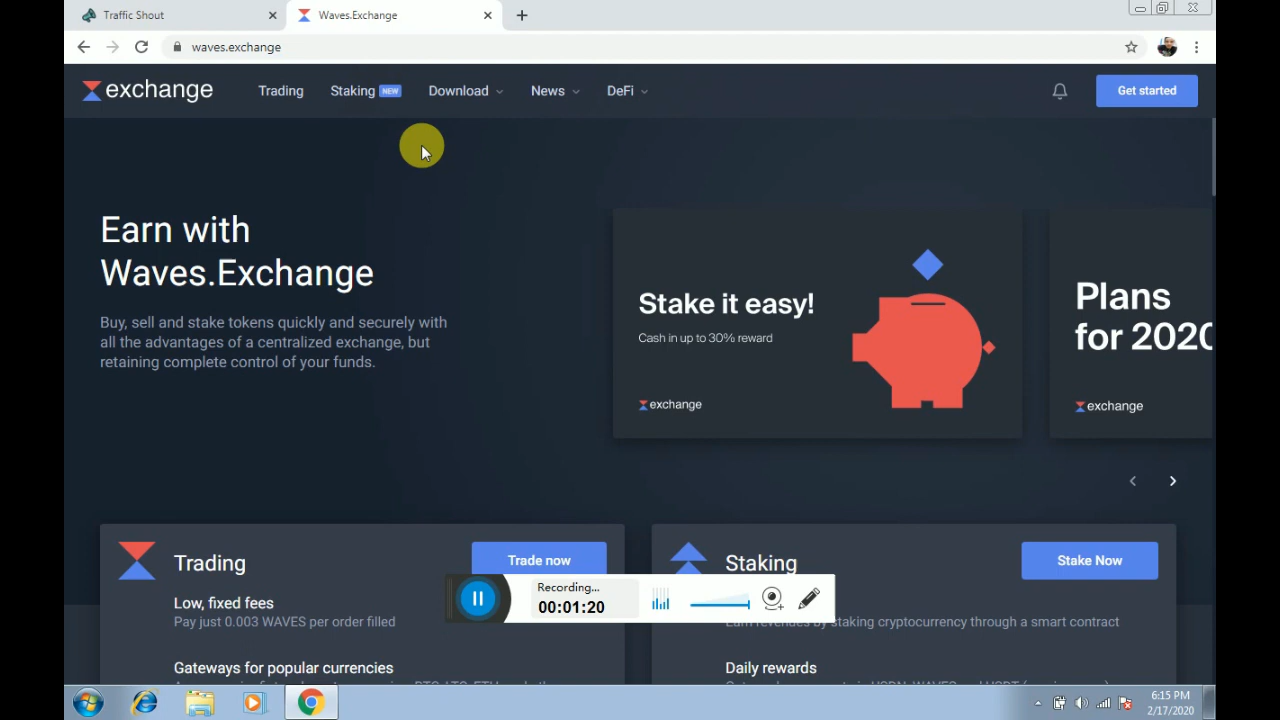 Traffic Shout
Waves.Exchange
waves.exchange
exchange
Trading
Staking NEW
Download
News
DeFi
Get started
Earn with
Waves.Exchange
Buy, sell and stake tokens quickly and securely with
all the advantages of a centralized exchange, but
retaining complete control of your funds.
Stake it easy!
Cash in up to 30% reward
exchange
Plans
for 2020
exchange
Trading
Trade now
Low, fixed fees
Pay just 0.003 WAVES per order filled
Gateways for popular currencies
Staking
Stake Now
Earn revenues by staking cryptocurrency through a smart contract
Daily rewards
Recording...
00:01:20
6:15 PM
2/17/2020